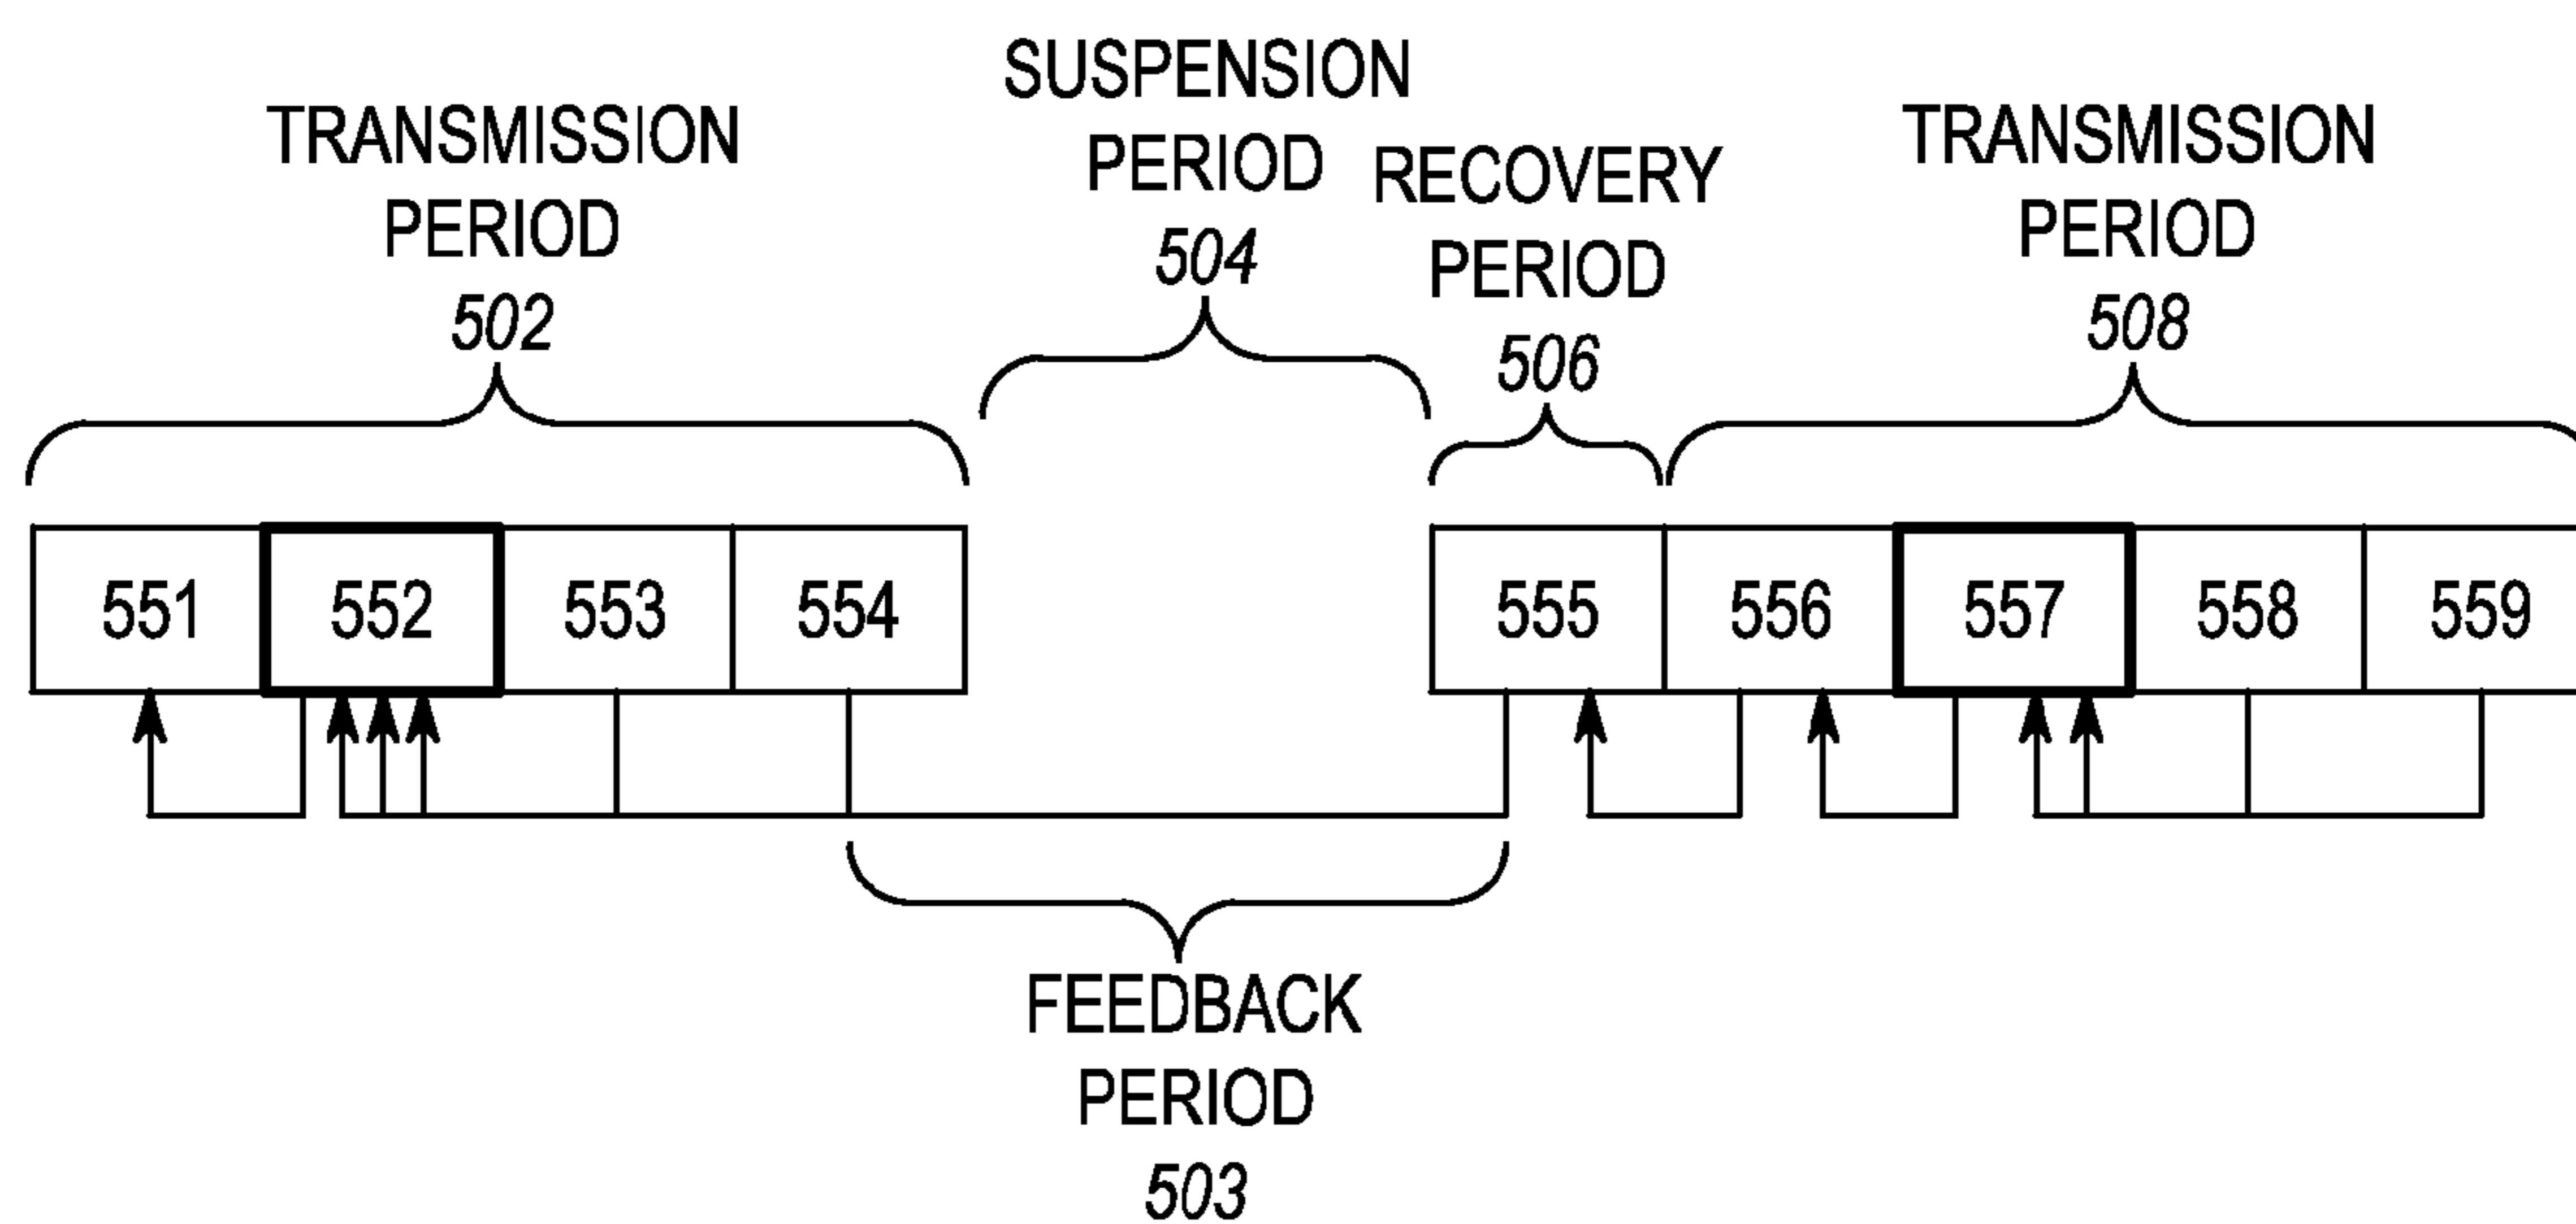 TRANSMISSION
PERIOD
502
SUSPENSION
PERIOD
504
RECOVERY
PERIOD
506
TRANSMISSION
PERIOD
508
551
552
553
554
555
556
557
558
559
FEEDBACK
PERIOD
503